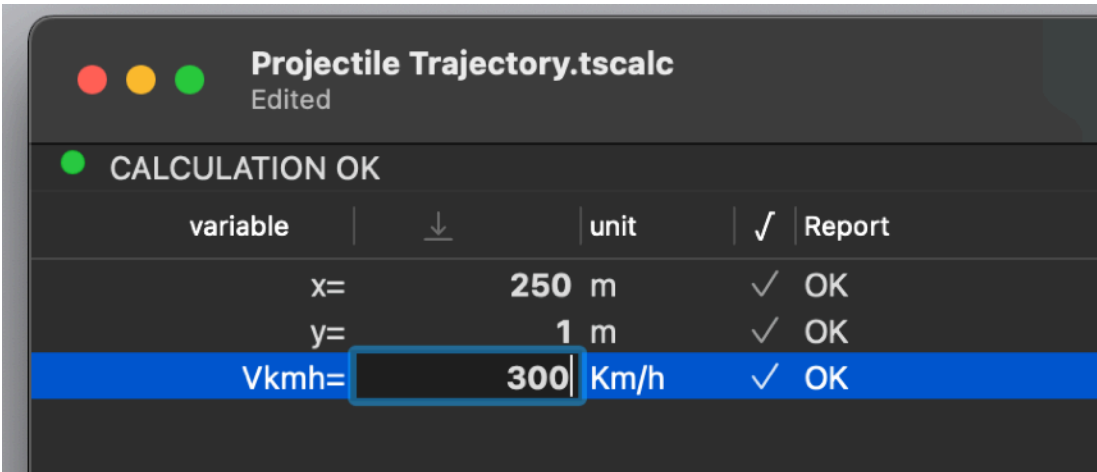 Projectile Trajectory.tscalc
Edited
CALCULATION OK
variable unit √ Report
x= 250 m ✓ OK
y= 1 m ✓ OK
Vkmh= 300 Km/h ✓ OK